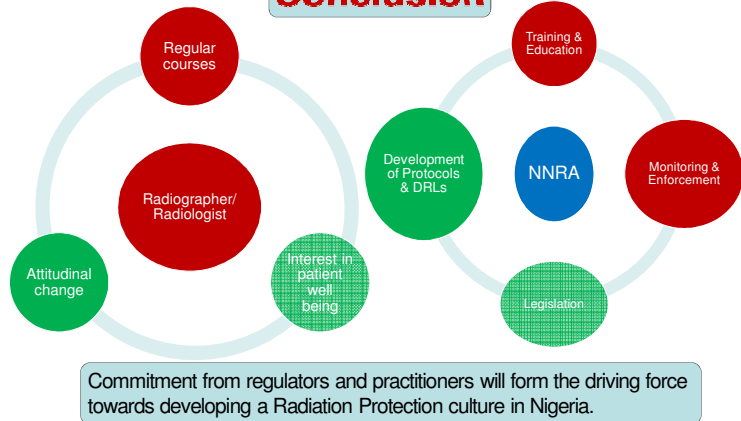 Conclusion
Regular
courses
Radiographer/
Radiologist
Attitudinal
change
Interest in
patient
well
being
Training &
Education
Development
of Protocols
& DRLs
NNRA
Monitoring &
Enforcement
Legislation
Commitment from regulators and practitioners will form the driving force
towards developing a Radiation Protection culture in Nigeria.